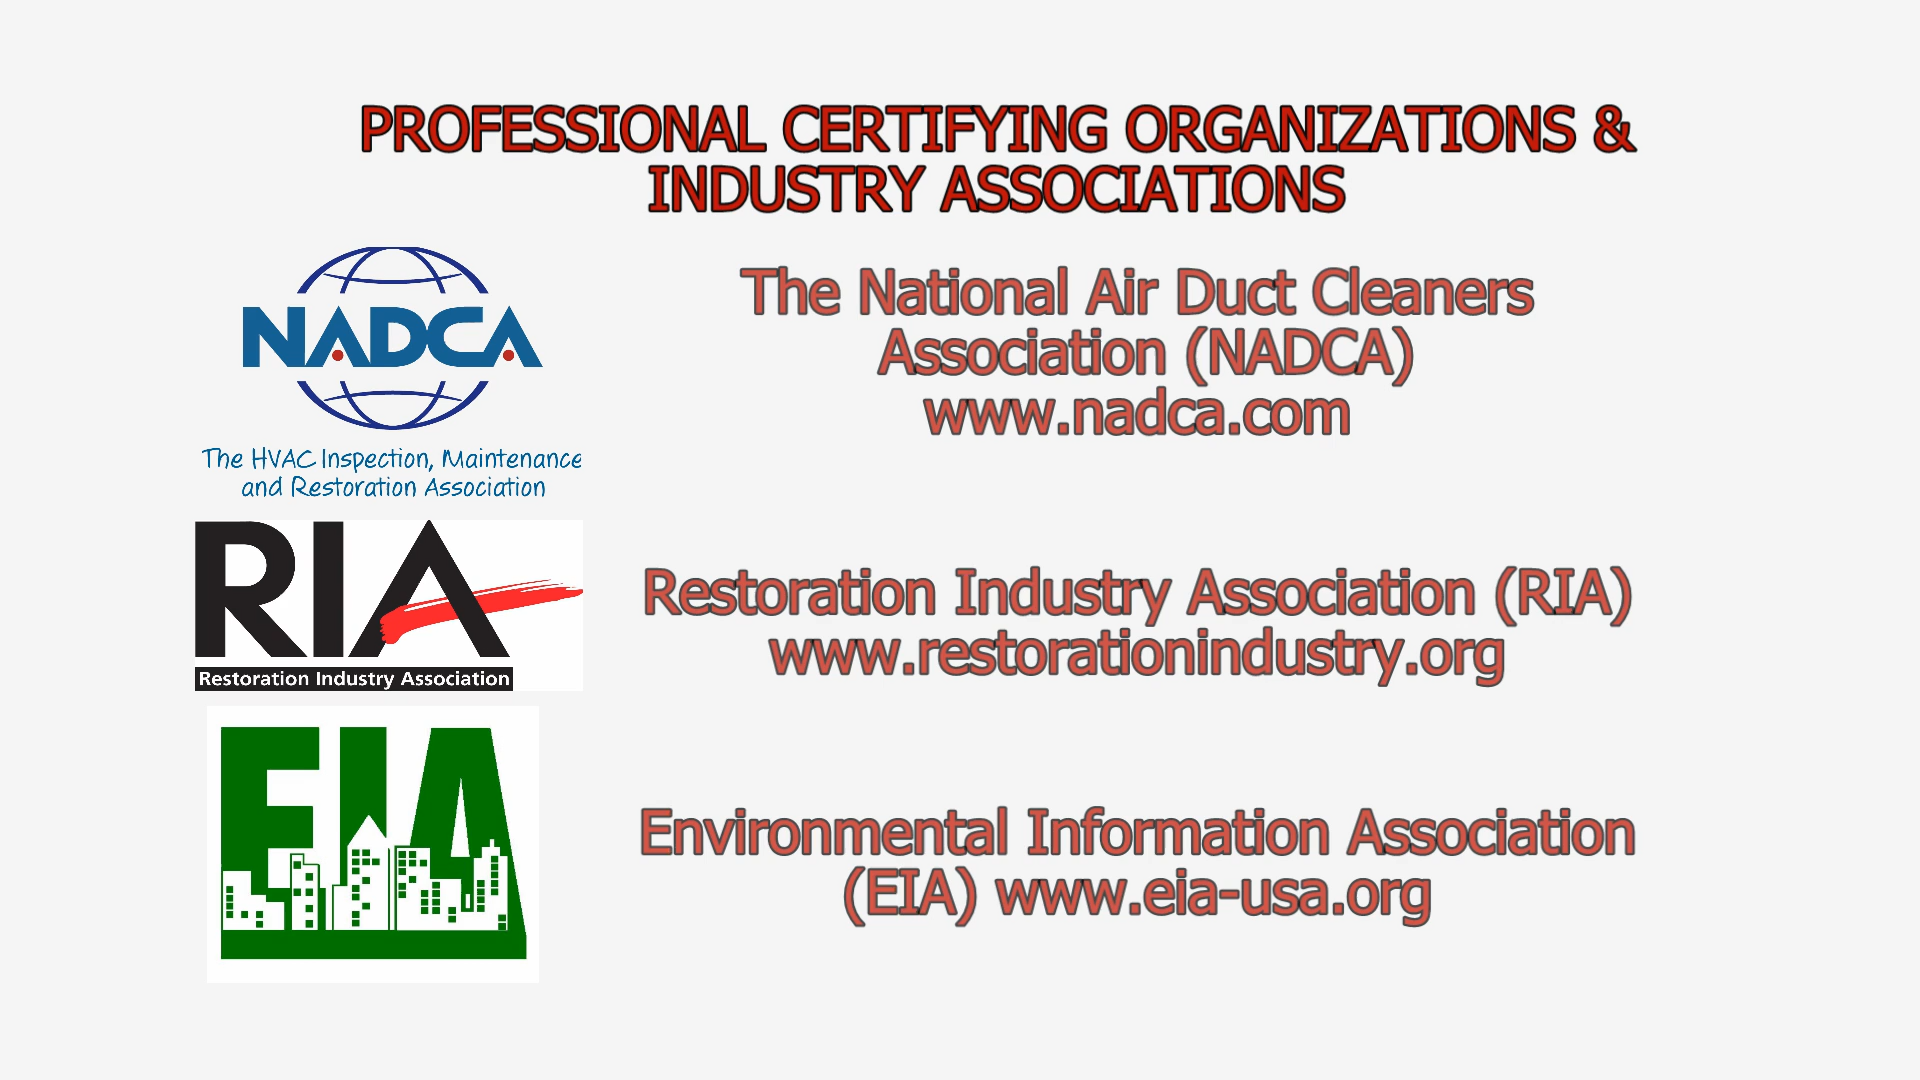 PROFESSIONAL CERTIFYING ORGANIZATIONS &
INDUSTRY ASSOCIATIONS
NADCA
The HVAC Inspection, Maintenance
and Restoration Association
The National Air Duct Cleaners
Association (NADCA)
www.nadca.com
RIA
Restoration Industry Association
Restoration Industry Association (RIA)
www.restorationindustry.org
EIA
Environmental Information Association
(EIA) www.eia-usa.org